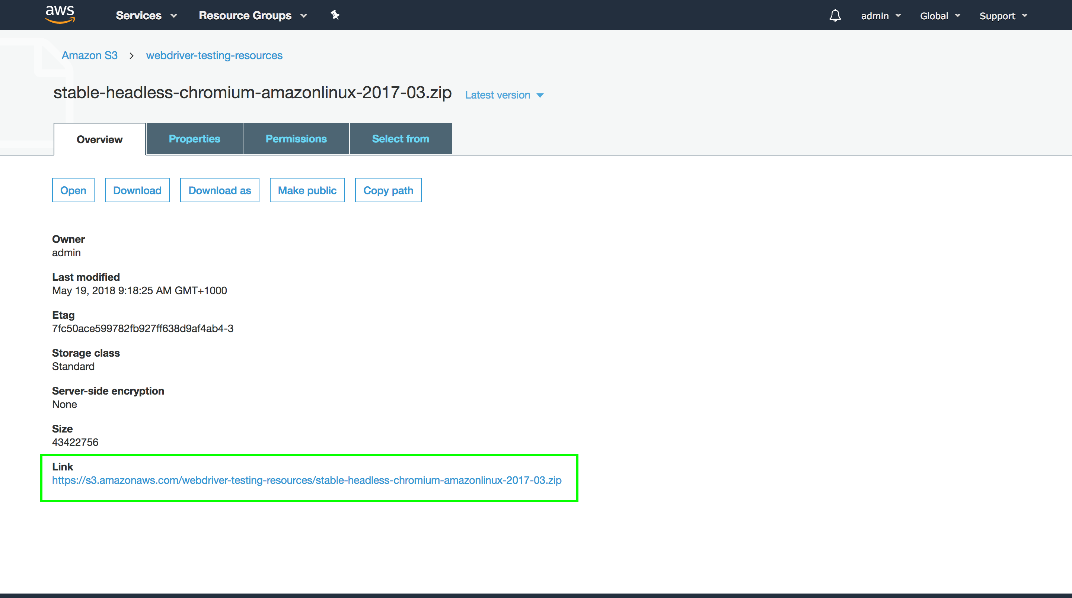 aws Services Resource Groups admin Global Support
Amazon S3 > webdriver-testing-resources
stable-headless-chromium-amazonlinux-2017-03.zip Latest version
Overview Properties Permissions Select from
Open Download Download as Make public Copy path
Owner
admin
Last modified
May 19, 2018 9:18:25 AM GMT+1000
Etag
7fc50ace599782fb927ff638d9af4ab4-3
Storage class
Standard
Server-side encryption
None
Size
43422756
Link
https://s3.amazonaws.com/webdriver-testing-resources/stable-headless-chromium-amazonlinux-2017-03.zip